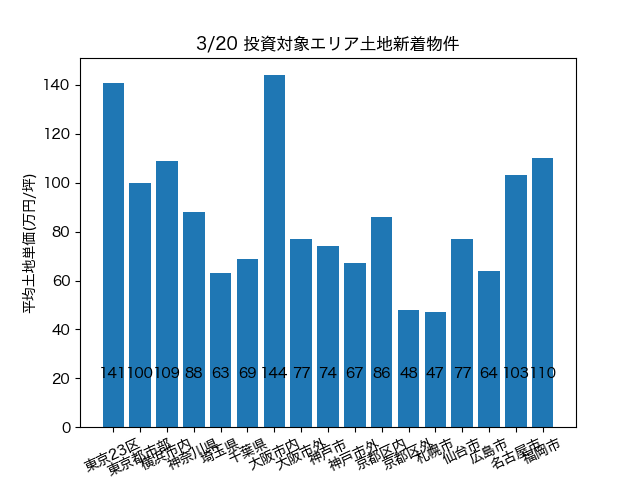 3/20 投資対象エリア土地新着物件
平均土地単価(万円/坪)
140
120
100
80
60
40
20
0
141 100 109 88 63 69 144 77 74 67 86 48 47 77 64 103 110
東京23区
東京都市部
横浜市内
神奈川県
埼玉県
千葉県
大阪市内
大阪市外
神戸市
神戸市外
京都区内
京都区外
札幌市
仙台市
広島市
名古屋市
福岡市